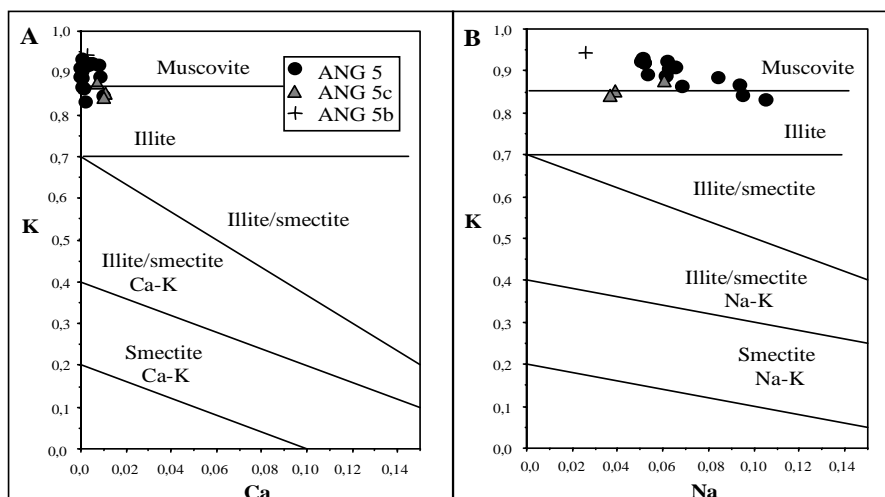 A
1,0
0,9
0,8
0,7
0,6
0,5
0,4
0,3
0,2
0,1
0,0
K
Muscovite
Illite
Illite/smectite
Illite/smectite
Ca-K
Smectite
Ca-K
ANG 5
ANG 5c
ANG 5b
0,0 0,02 0,04 0,06 0,08 0,10 0,12 0,14
Ca
B
1,0
0,9
0,8
0,7
0,6
0,5
0,4
0,3
0,2
0,1
0,0
K
Muscovite
Illite
Illite/smectite
Illite/smectite
Na-K
Smectite
Na-K
0,0 0,02 0,04 0,06 0,08 0,10 0,12 0,14
Na